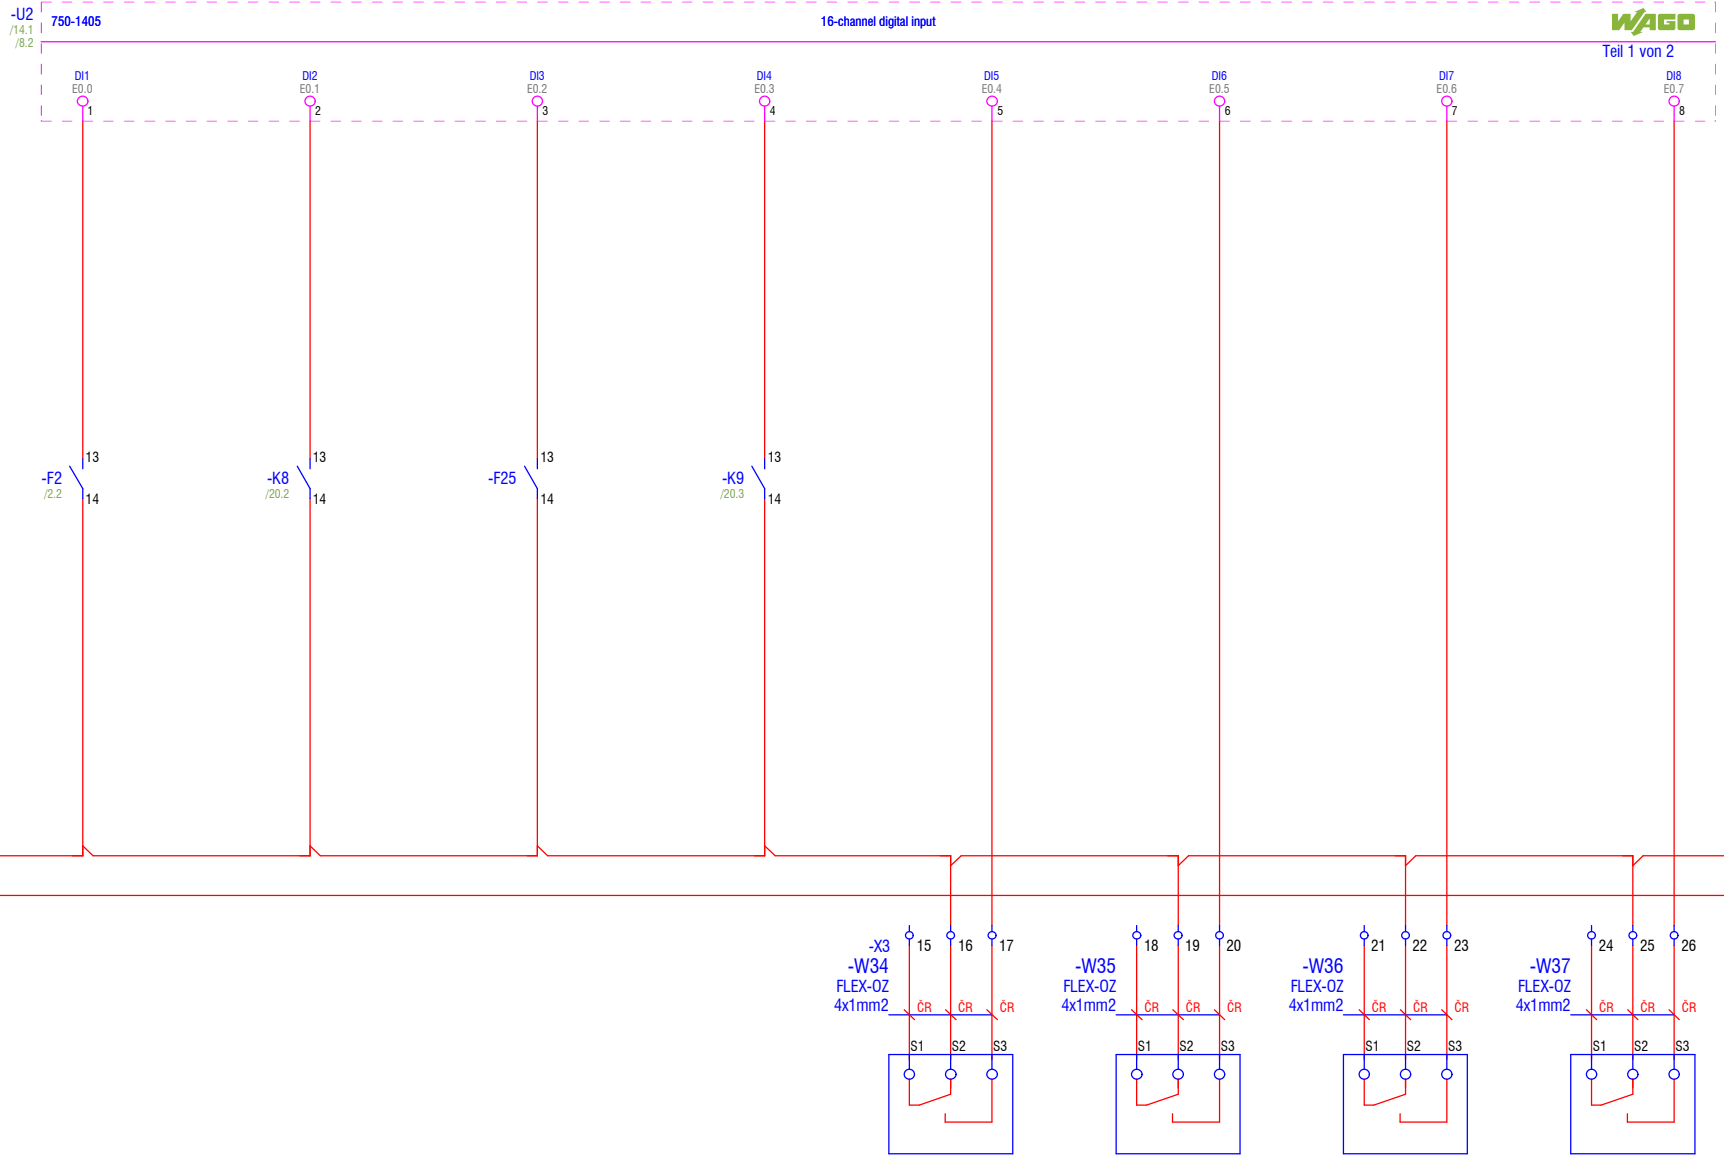 -U2
/14.1
/8.2
750-1405
16-channel digital input
WAGO
Teil 1 von 2
DI1 DI2 DI3 DI4 DI5 DI6 DI7 DI8
E0.0 E0.1 E0.2 E0.3 E0.4 E0.5 E0.6 E0.7
1 2 3 4 5 6 7 8
13 13 13 13
-F2 -K8 -F25 -K9
/2.2 /20.2 /20.3
14 14 14 14
-X3 15 16 17 18 19 20 21 22 23 24 25 26
-W34 -W35 -W36 -W37
FLEX-OZ FLEX-OZ FLEX-OZ FLEX-OZ
4x1mm2 ČR ČR ČR 4x1mm2 ČR ČR ČR 4x1mm2 ČR ČR ČR 4x1mm2 ČR ČR ČR
S1 S2 S3 S1 S2 S3 S1 S2 S3 S1 S2 S3